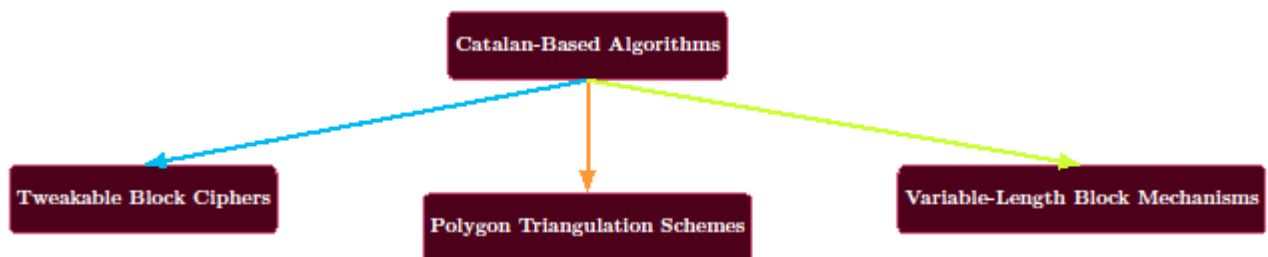 Catalan-Based Algorithms
Tweakable Block Ciphers
Polygon Triangulation Schemes
Variable-Length Block Mechanisms